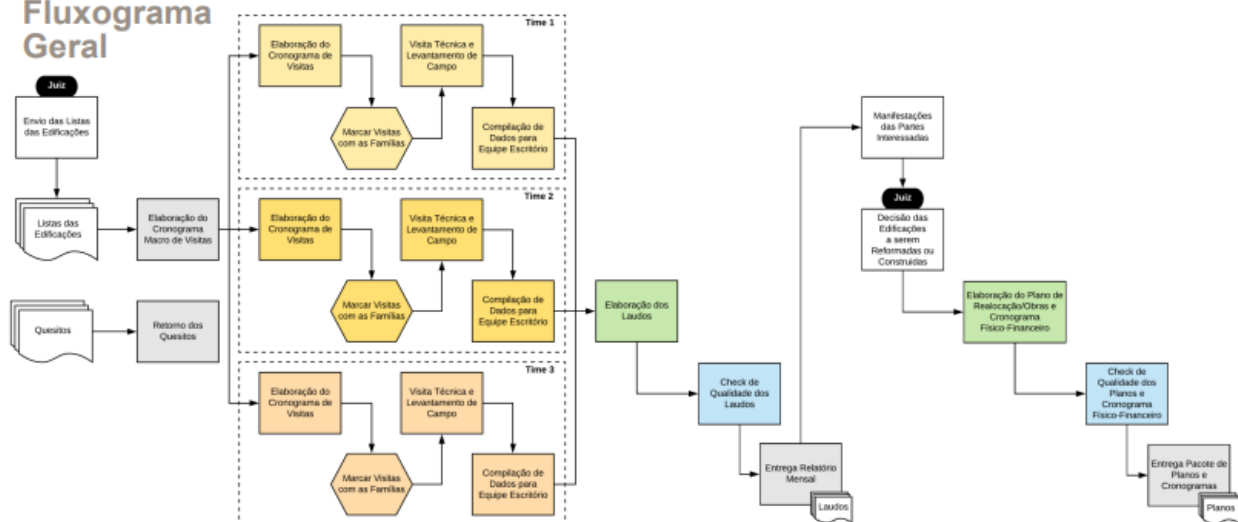 Fluxograma
Geral
Juiz
Envio das Listas
das Edificações
Listas das
Edificações
Elaboração do
Cronograma
Macro de Visitas
Quesitos
Retorno dos
Quesitos
Time 1
Elaboração do
Cronograma de
Visitas
Marcar Visitas
com as Famílias
Visita Técnica e
Levantamento de
Campo
Compilação de
Dados para
Equipe Escritório
Time 2
Elaboração do
Cronograma de
Visitas
Marcar Visitas
com as Famílias
Visita Técnica e
Levantamento de
Campo
Compilação de
Dados para
Equipe Escritório
Time 3
Elaboração do
Cronograma de
Visitas
Marcar Visitas
com as Famílias
Visita Técnica e
Levantamento de
Campo
Compilação de
Dados para
Equipe Escritório
Elaboração dos
Laudos
Check de
Qualidade dos
Laudos
Entrega Relatório
Mensal
Laudos
Manifestações
das Partes
Interessadas
Juiz
Decisão das
Edificações
a serem
Reformadas ou
Construidas
Elaboração do Plano de
Realocação/Obras e
Cronograma
Físico-Financeiro
Check de
Qualidade dos
Planos e
Cronograma
Físico-Financeiro
Entrega Pacote de
Planos e
Cronogramas
Planos